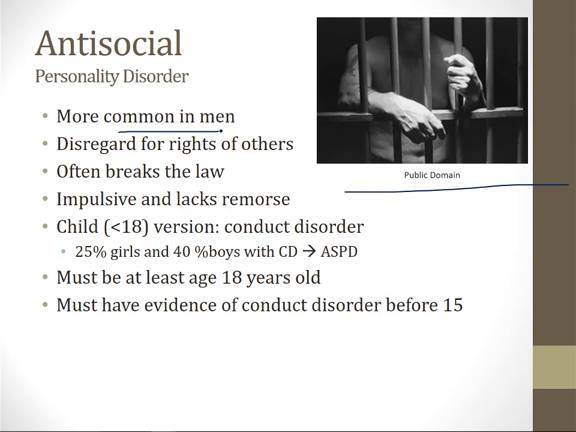 Antisocial
Personality Disorder
• More common in men
• Disregard for rights of others
• Often breaks the law
• Impulsive and lacks remorse
• Child (<18) version: conduct disorder
• 25% girls and 40 %boys with CD → ASPD
• Must be at least age 18 years old
• Must have evidence of conduct disorder before 15
Public Domain